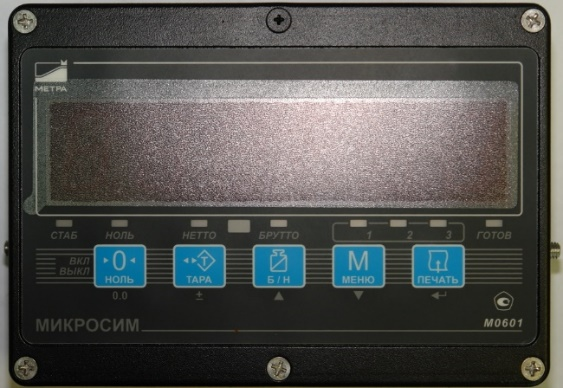 МЕТРА
СТАБ НОЛЬ НЕТТО БРУТТО 1 2 3 ГОТОВ
ВКЛ
ВЫКЛ
0 М
НОЛЬ ТАРА Б / Н МЕНЮ ПЕЧАТЬ
0.0 ±
МИКРОСИМ М0601